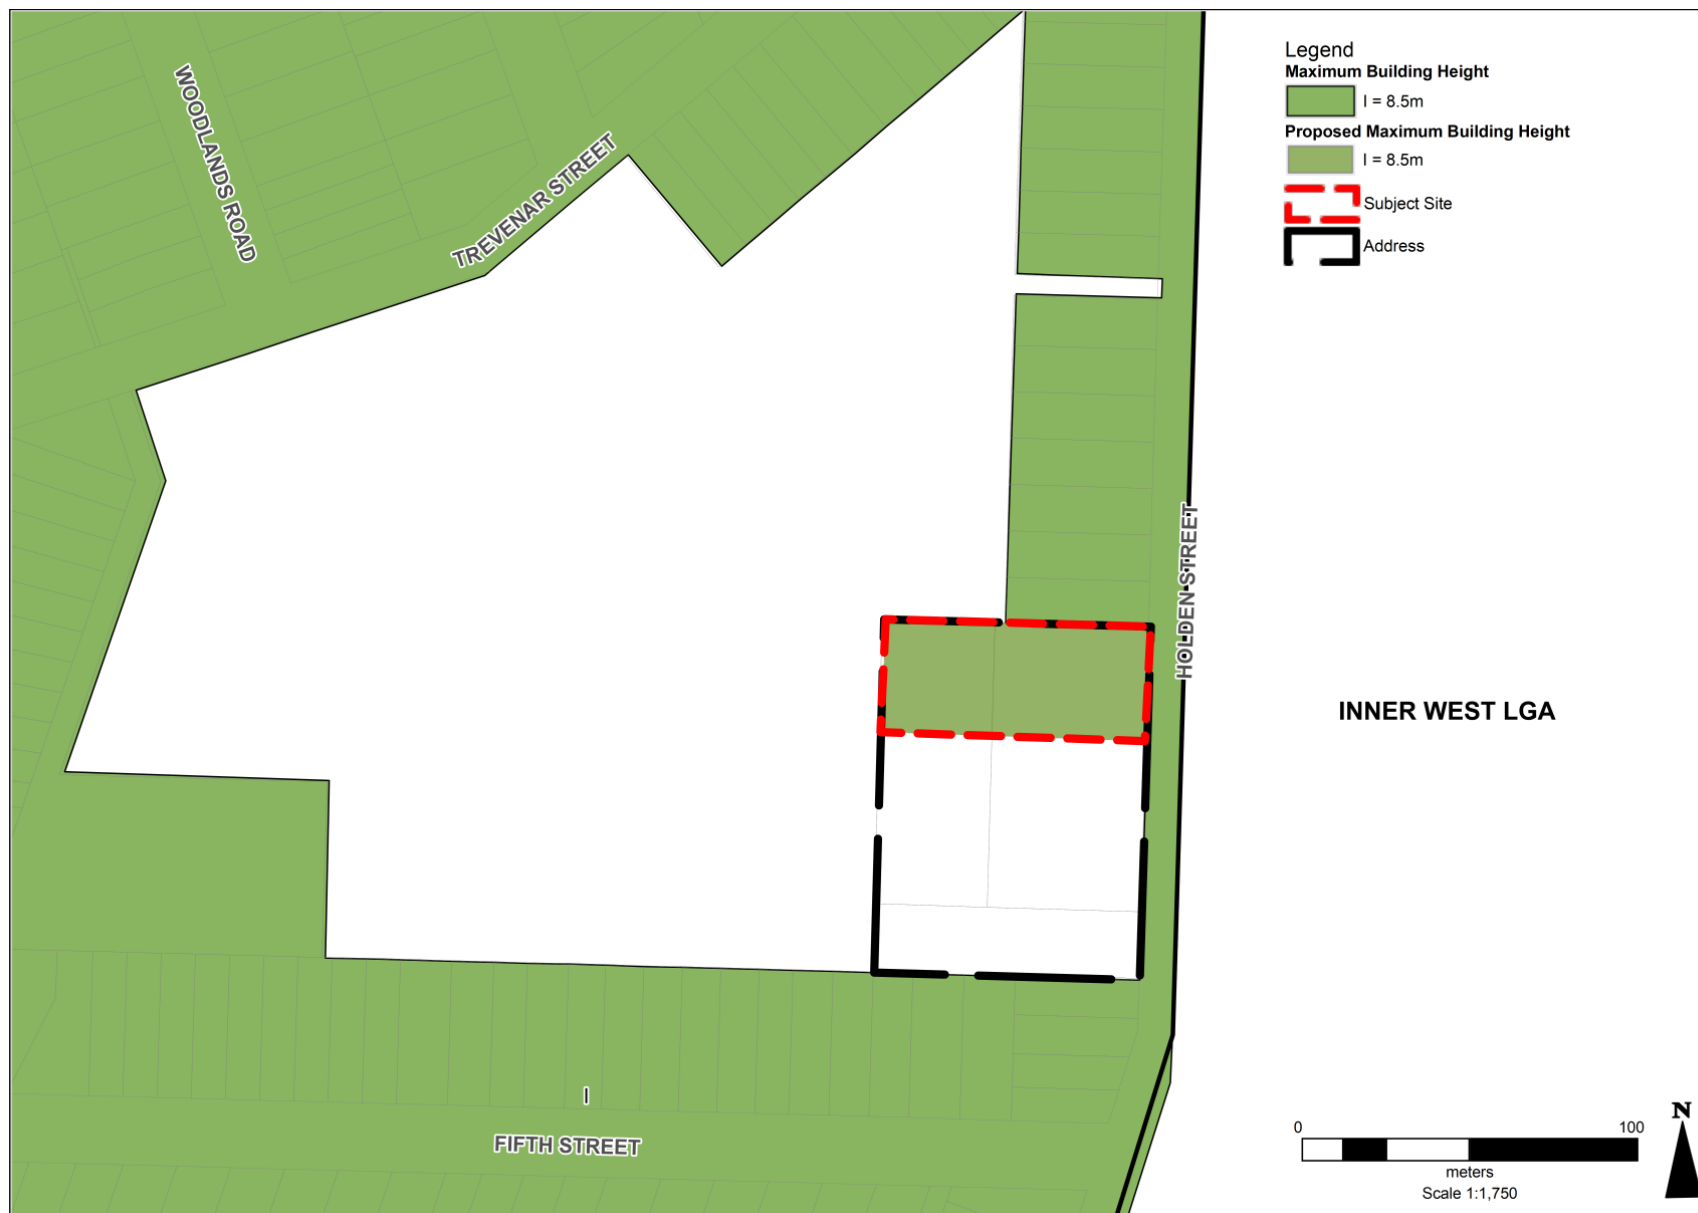 Legend
Maximum Building Height
I = 8.5m
Proposed Maximum Building Height
I = 8.5m
Subject Site
Address
WOODLANDS ROAD
TREVENAR STREET
HOLDEN STREET
INNER WEST LGA
I
FIFTH STREET
N
0 100
meters
Scale 1:1,750